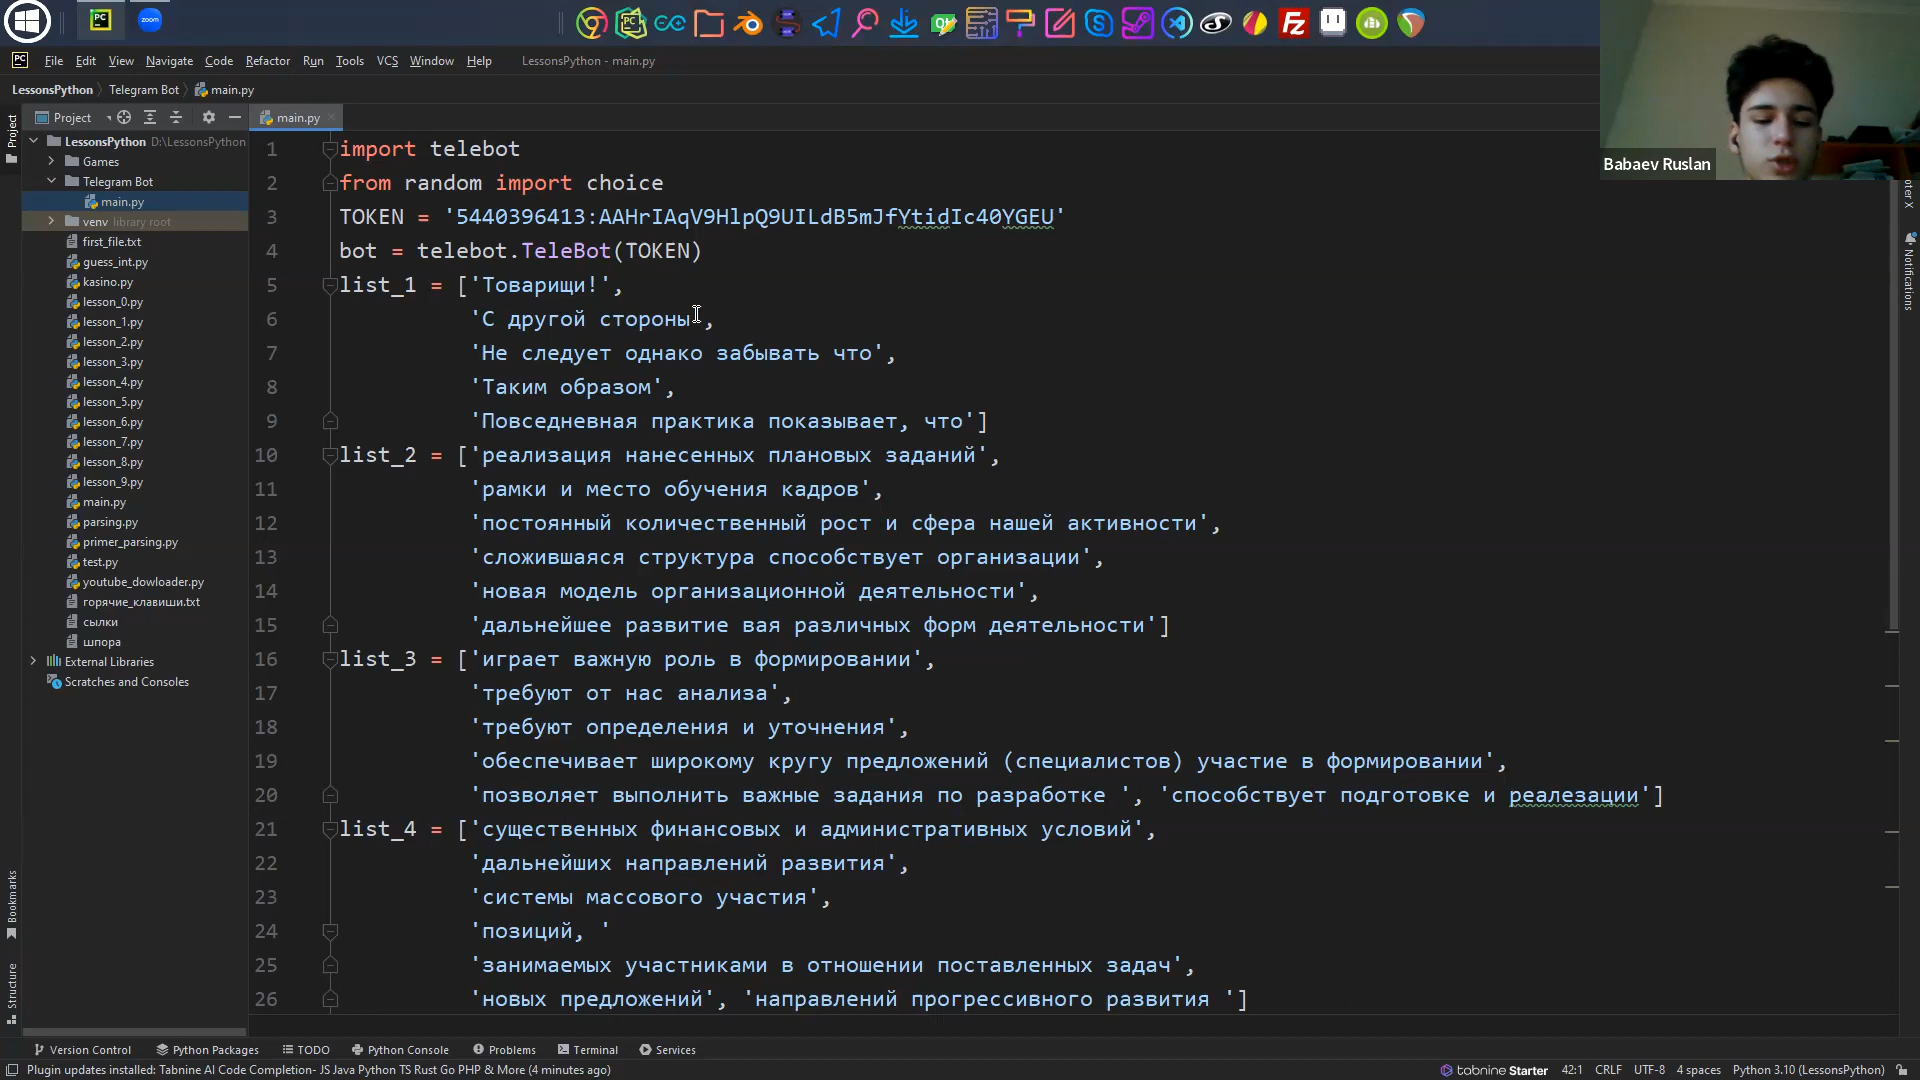 PC
zoom
PC
File Edit View Navigate Code Refactor Run Tools VCS Window Help LessonsPython - main.py
LessonsPython Telegram Bot main.py
Babaev Ruslan
Project
Project
main.py
LessonsPython D:\LessonsPython
Games
Telegram Bot
main.py
venv library root
first_file.txt
guess_int.py
kasino.py
lesson_0.py
lesson_1.py
lesson_2.py
lesson_3.py
lesson_4.py
lesson_5.py
lesson_6.py
lesson_7.py
lesson_8.py
lesson_9.py
main.py
parsing.py
primer_parsing.py
test.py
youtube_dowloader.py
горячие_клавиши.txt
сылки
шпора
External Libraries
Scratches and Consoles
1 import telebot
2 from random import choice
3 TOKEN = '5440396413:AAHrIAqV9HlpQ9UILdB5mJfYtidIc40YGEU'
4 bot = telebot.TeleBot(TOKEN)
5 list_1 = ['Товарищи!',
6 'С другой стороны',
7 'Не следует однако забывать что',
8 'Таким образом',
9 'Повседневная практика показывает, что']
10 list_2 = ['реализация нанесенных плановых заданий',
11 'рамки и место обучения кадров',
12 'постоянный количественный рост и сфера нашей активности',
13 'сложившаяся структура способствует организации',
14 'новая модель организационной деятельности',
15 'дальнейшее развитие вая различных форм деятельности']
16 list_3 = ['играет важную роль в формировании',
17 'требуют от нас анализа',
18 'требуют определения и уточнения',
19 'обеспечивает широкому кругу предложений (специалистов) участие в формировании',
20 'позволяет выполнить важные задания по разработке ', 'способствует подготовке и реалезации']
21 list_4 = ['существенных финансовых и административных условий',
22 'дальнейших направлений развития',
23 'системы массового участия',
24 'позиций, '
25 'занимаемых участниками в отношении поставленных задач',
26 'новых предложений', 'направлений прогрессивного развития ']
Notifications
Bookmarks
Structure
Version Control Python Packages TODO Python Console Problems Terminal Services
Plugin updates installed: Tabnine AI Code Completion- JS Java Python TS Rust Go PHP & More (4 minutes ago) tabnine Starter 42:1 CRLF UTF-8 4 spaces Python 3.10 (LessonsPython)